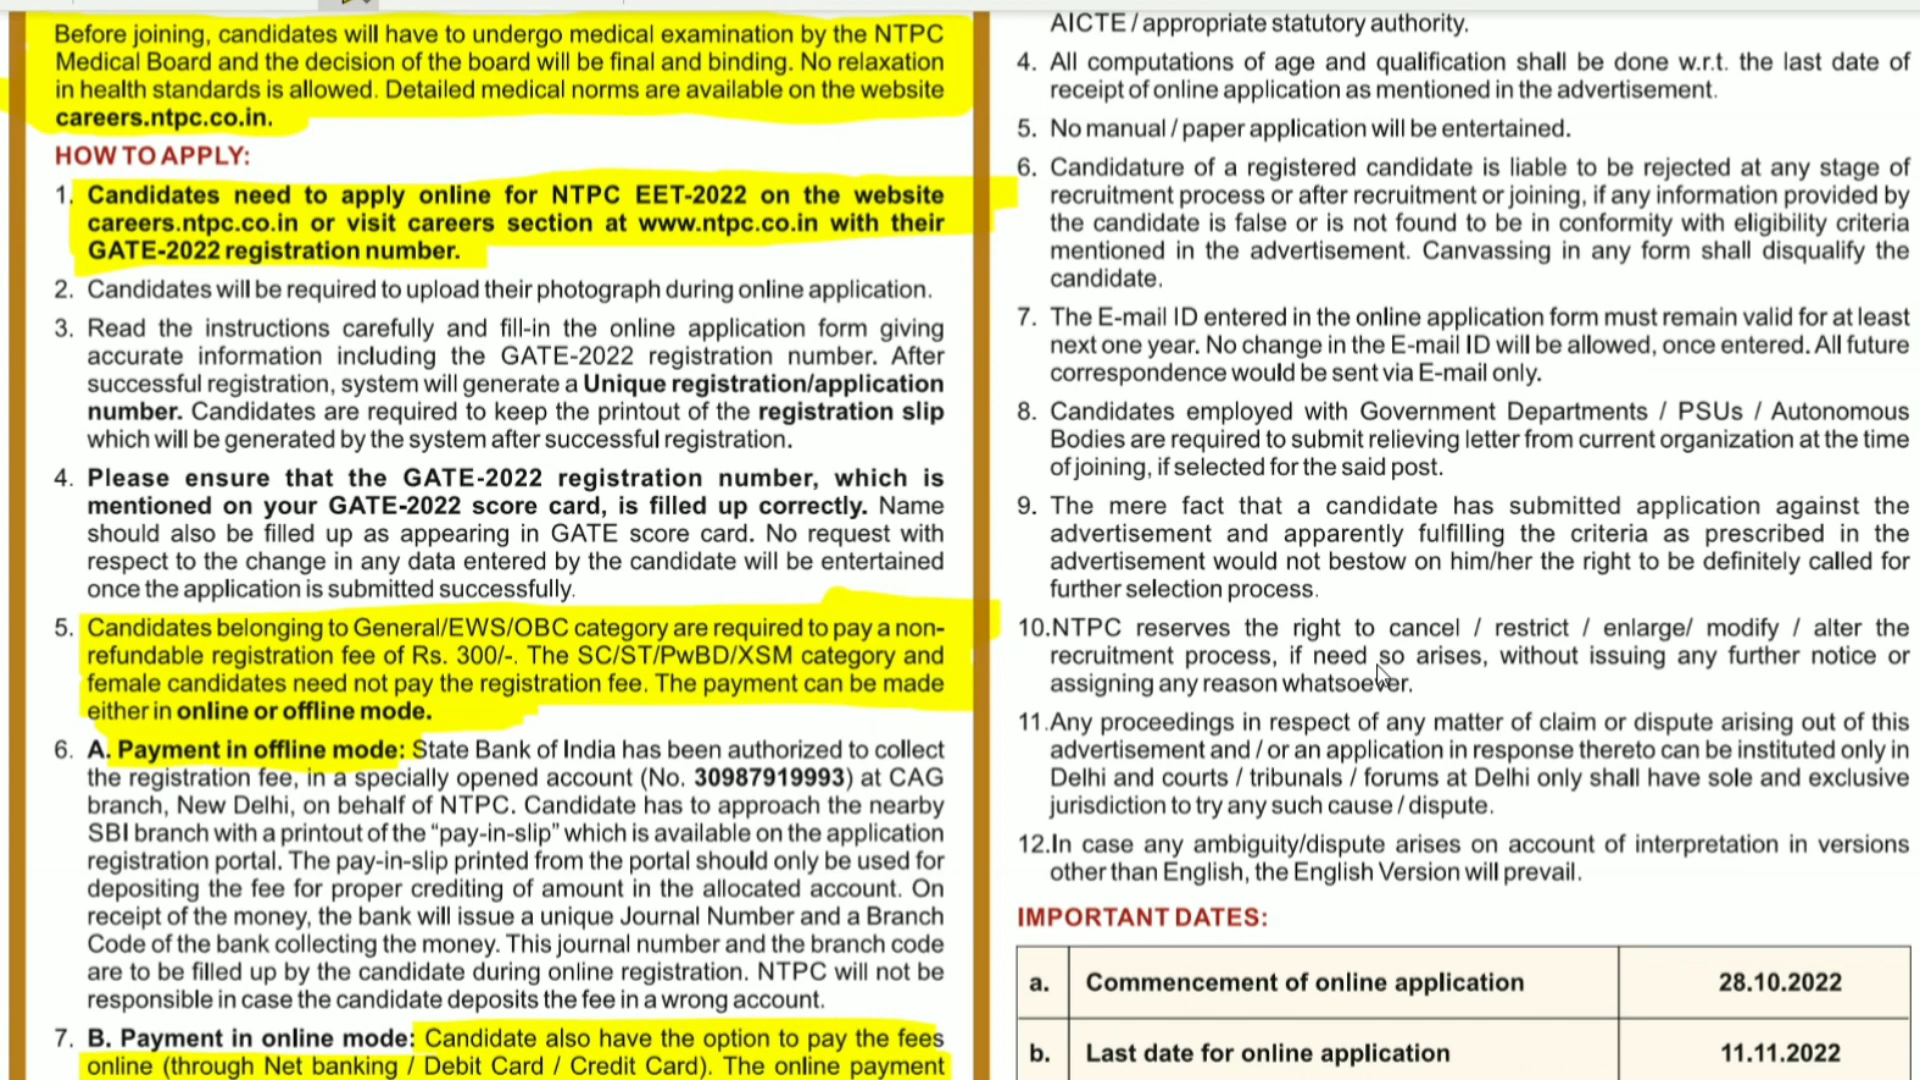 Before joining, candidates will have to undergo medical examination by the NTPC
Medical Board and the decision of the board will be final and binding. No relaxation
in health standards is allowed. Detailed medical norms are available on the website
careers.ntpc.co.in.
HOW TO APPLY:
1. Candidates need to apply online for NTPC EET-2022 on the website
careers.ntpc.co.in or visit careers section at www.ntpc.co.in with their
GATE-2022 registration number.
2. Candidates will be required to upload their photograph during online application.
3. Read the instructions carefully and fill-in the online application form giving
accurate information including the GATE-2022 registration number. After
successful registration, system will generate a Unique registration/application
number. Candidates are required to keep the printout of the registration slip
which will be generated by the system after successful registration.
4. Please ensure that the GATE-2022 registration number, which is
mentioned on your GATE-2022 score card, is filled up correctly. Name
should also be filled up as appearing in GATE score card. No request with
respect to the change in any data entered by the candidate will be entertained
once the application is submitted successfully.
5. Candidates belonging to General/EWS/OBC category are required to pay a non-
refundable registration fee of Rs. 300/-. The SC/ST/PwBD/XSM category and
female candidates need not pay the registration fee. The payment can be made
either in online or offline mode.
6. A. Payment in offline mode: State Bank of India has been authorized to collect
the registration fee, in a specially opened account (No. 30987919993) at CAG
branch, New Delhi, on behalf of NTPC. Candidate has to approach the nearby
SBI branch with a printout of the “pay-in-slip” which is available on the application
registration portal. The pay-in-slip printed from the portal should only be used for
depositing the fee for proper crediting of amount in the allocated account. On
receipt of the money, the bank will issue a unique Journal Number and a Branch
Code of the bank collecting the money. This journal number and the branch code
are to be filled up by the candidate during online registration. NTPC will not be
responsible in case the candidate deposits the fee in a wrong account.
7. B. Payment in online mode: Candidate also have the option to pay the fees
online (through Net banking / Debit Card / Credit Card). The online payment
AICTE / appropriate statutory authority.
4. All computations of age and qualification shall be done w.r.t. the last date of
receipt of online application as mentioned in the advertisement.
5. No manual / paper application will be entertained.
6. Candidature of a registered candidate is liable to be rejected at any stage of
recruitment process or after recruitment or joining, if any information provided by
the candidate is false or is not found to be in conformity with eligibility criteria
mentioned in the advertisement. Canvassing in any form shall disqualify the
candidate.
7. The E-mail ID entered in the online application form must remain valid for at least
next one year. No change in the E-mail ID will be allowed, once entered. All future
correspondence would be sent via E-mail only.
8. Candidates employed with Government Departments / PSUs / Autonomous
Bodies are required to submit relieving letter from current organization at the time
of joining, if selected for the said post.
9. The mere fact that a candidate has submitted application against the
advertisement and apparently fulfilling the criteria as prescribed in the
advertisement would not bestow on him/her the right to be definitely called for
further selection process.
10.NTPC reserves the right to cancel / restrict / enlarge/ modify / alter the
recruitment process, if need so arises, without issuing any further notice or
assigning any reason whatsoever.
11.Any proceedings in respect of any matter of claim or dispute arising out of this
advertisement and / or an application in response thereto can be instituted only in
Delhi and courts / tribunals / forums at Delhi only shall have sole and exclusive
jurisdiction to try any such cause / dispute.
12.In case any ambiguity/dispute arises on account of interpretation in versions
other than English, the English Version will prevail.
IMPORTANT DATES:
a. Commencement of online application 28.10.2022
b. Last date for online application 11.11.2022